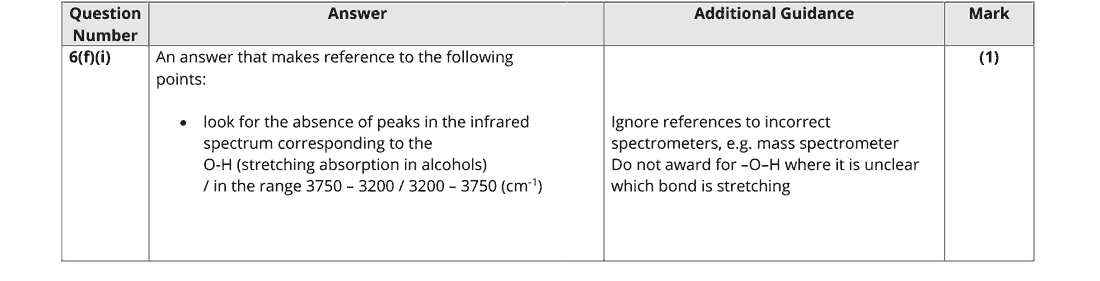 Question Number
Answer
Additional Guidance
Mark
6(f)(i)
An answer that makes reference to the following
points:
• look for the absence of peaks in the infrared
spectrum corresponding to the
O-H (stretching absorption in alcohols)
/ in the range 3750 – 3200 / 3200 – 3750 (cm⁻¹)
Ignore references to incorrect
spectrometers, e.g. mass spectrometer
Do not award for –O–H where it is unclear
which bond is stretching
(1)